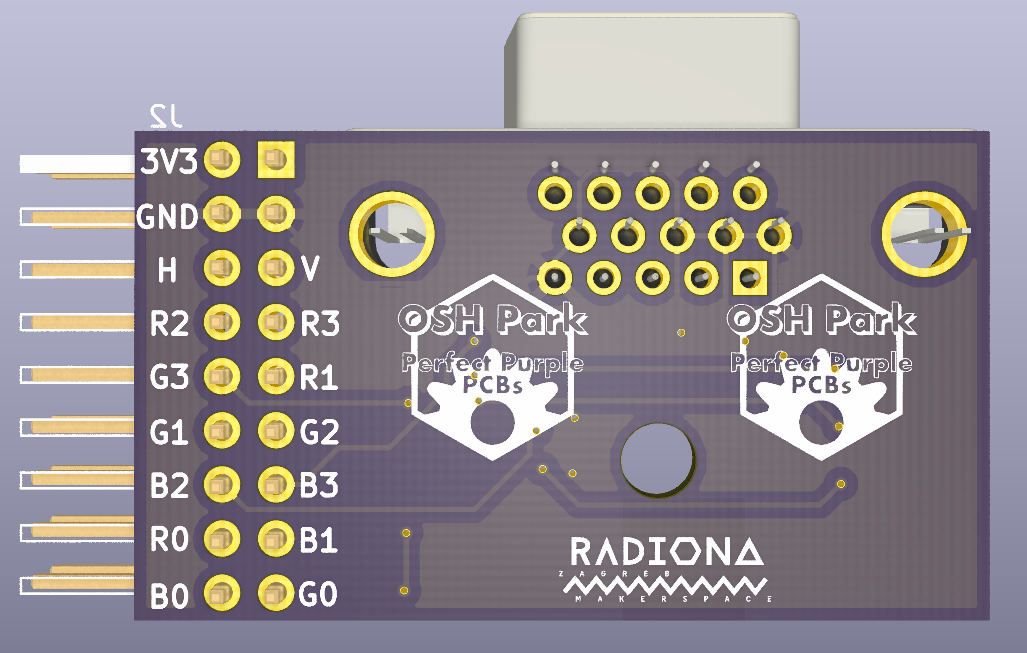 J2
3V3
GND
H V
R2 R3
G3 R1
G1 G2
B2 B3
R0 B1
B0 G0
OSH Park
Perfect Purple
PCBs
OSH Park
Perfect Purple
PCBs
RADIONA
ZAGREB
MAKERSPACE